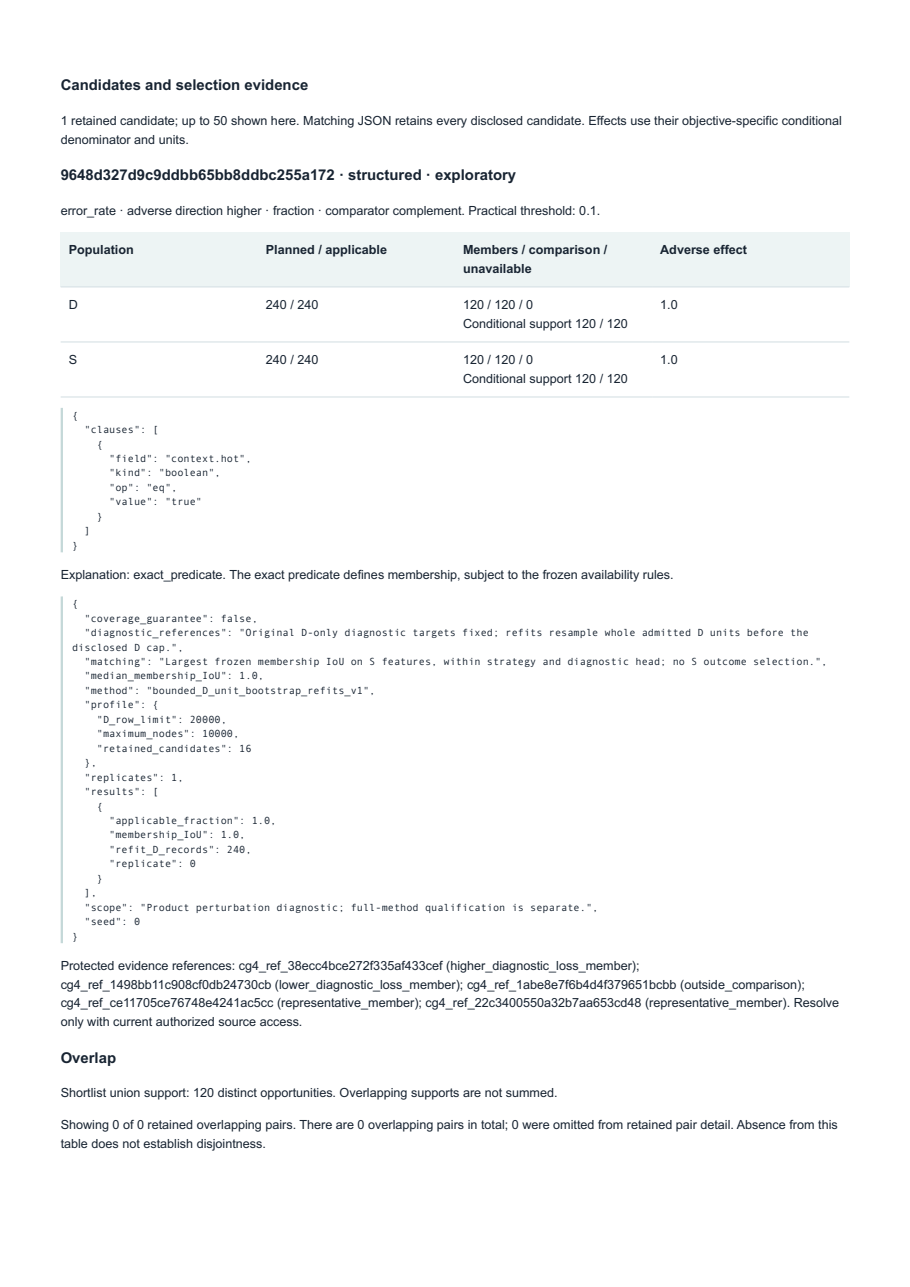 Candidates and selection evidence
1 retained candidate; up to 50 shown here. Matching JSON retains every disclosed candidate. Effects use their objective-specific conditional
denominator and units.
9648d327d9c9ddbb65bb8ddbc255a172 · structured · exploratory
error_rate · adverse direction higher · fraction · comparator complement. Practical threshold: 0.1.
Population Planned / applicable Members / comparison / unavailable Adverse effect
D 240 / 240 120 / 120 / 0 1.0
Conditional support 120 / 120
S 240 / 240 120 / 120 / 0 1.0
Conditional support 120 / 120
{
  "clauses": [
    {
      "field": "context.hot",
      "kind": "boolean",
      "op": "eq",
      "value": "true"
    }
  ]
}
Explanation: exact_predicate. The exact predicate defines membership, subject to the frozen availability rules.
{
  "coverage_guarantee": false,
  "diagnostic_references": "Original D-only diagnostic targets fixed; refits resample whole admitted D units before the
disclosed D cap.",
  "matching": "Largest frozen membership IoU on S features, within strategy and diagnostic head; no S outcome selection.",
  "median_membership_IoU": 1.0,
  "method": "bounded_D_unit_bootstrap_refits_v1",
  "profile": {
    "D_row_limit": 20000,
    "maximum_nodes": 10000,
    "retained_candidates": 16
  },
  "replicates": 1,
  "results": [
    {
      "applicable_fraction": 1.0,
      "membership_IoU": 1.0,
      "refit_D_records": 240,
      "replicate": 0
    }
  ],
  "scope": "Product perturbation diagnostic; full-method qualification is separate.",
  "seed": 0
}
Protected evidence references: cg4_ref_38ecc4bce272f335af433cef (higher_diagnostic_loss_member);
cg4_ref_1498bb11c908cf0db24730cb (lower_diagnostic_loss_member); cg4_ref_1abe8e7f6b4d4f379651bcbb (outside_comparison);
cg4_ref_ce11705ce76748e4241ac5cc (representative_member); cg4_ref_22c3400550a32b7aa653cd48 (representative_member). Resolve
only with current authorized source access.
Overlap
Shortlist union support: 120 distinct opportunities. Overlapping supports are not summed.
Showing 0 of 0 retained overlapping pairs. There are 0 overlapping pairs in total; 0 were omitted from retained pair detail. Absence from this
table does not establish disjointness.